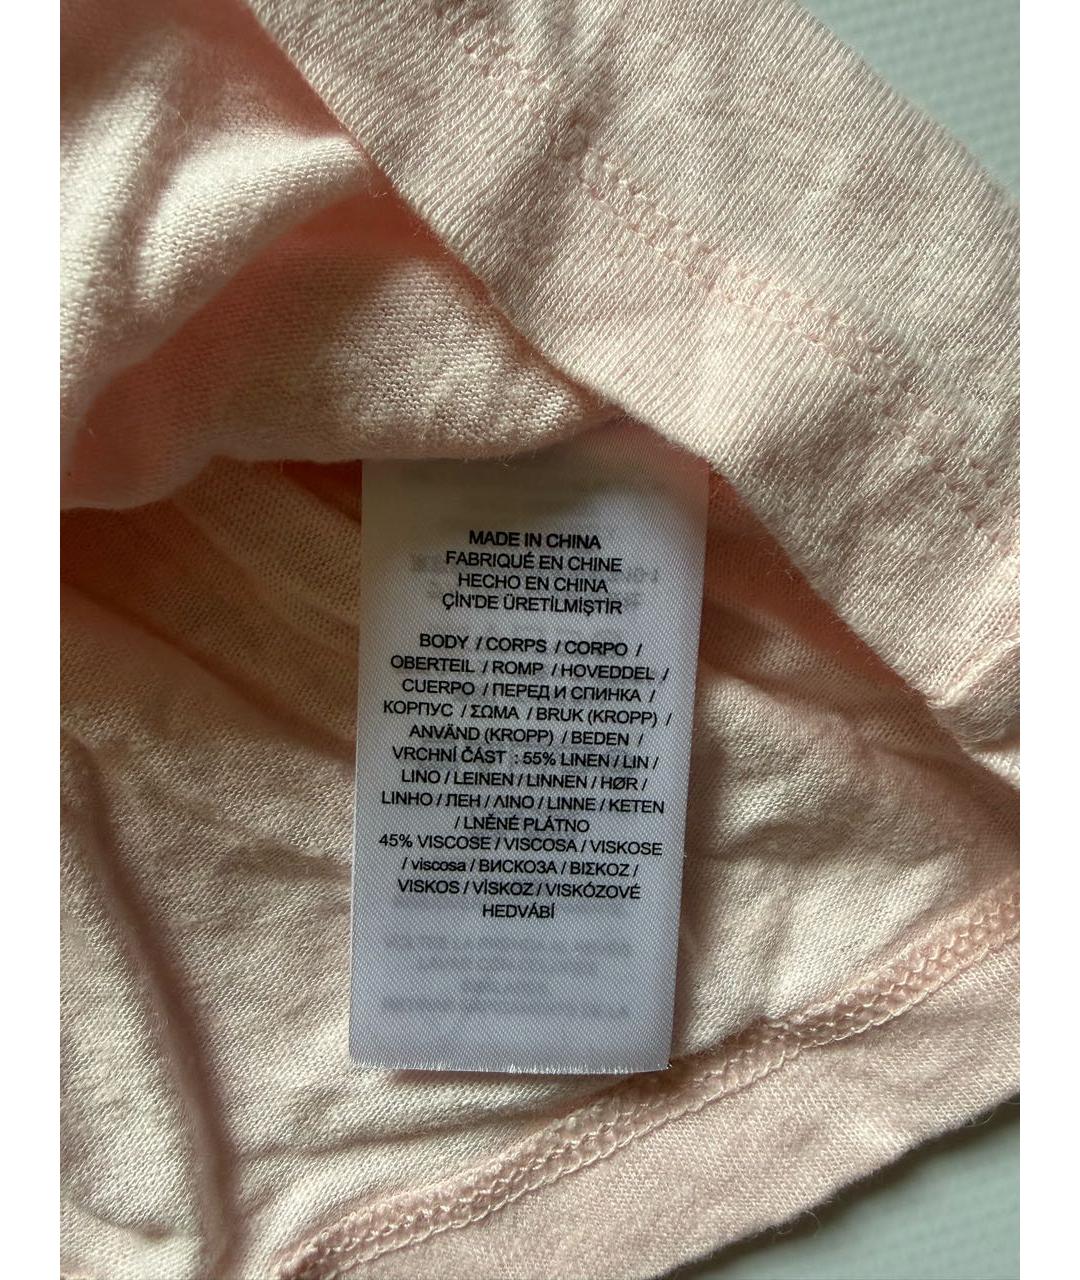 MADE IN CHINA
FABRIQUÉ EN CHINE
HECHO EN CHINA
ÇİN'DE ÜRETİLMİŞTİR
BODY / CORPS / CORPO /
OBERTEIL / ROMP / HOVEDDEL /
CUERPO / ПЕРЕД И СПИНКА /
КОРПУС / ΣΩΜΑ / BRUK (KROPP) /
ANVÄND (KROPP) / BEDEN /
VRCHNÍ ČÁST : 55% LINEN / LIN /
LINO / LEINEN / LINNEN / HØR /
LINHO / ЛЕН / ΛΙΝΟ / LINNE / KETEN
/ LNĚNÉ PLÁTNO
45% VISCOSE / VISCOSA / VISKOSE
/ viscosa / ВИСКОЗА / ΒΙΣΚΟΖ /
VISKOS / VİSKOZ / VISKÓZOVÉ
HEDVÁBÍ